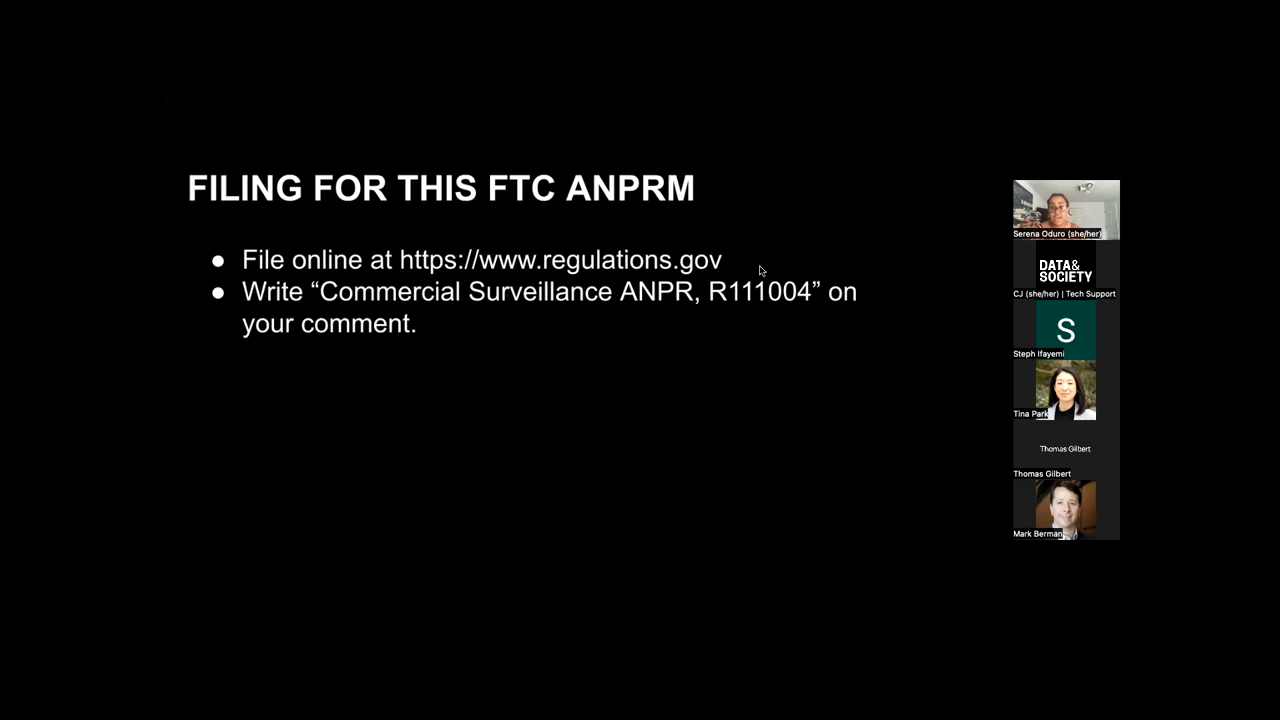 FILING FOR THIS FTC ANPRM
● File online at https://www.regulations.gov
● Write “Commercial Surveillance ANPR, R111004” on
your comment.
Serena Oduro (she/her)
DATA&
SOCIETY
CJ (she/her) | Tech Support
S
Steph Ifayemi
Tina Park
Thomas Gilbert
Thomas Gilbert
Mark Berman